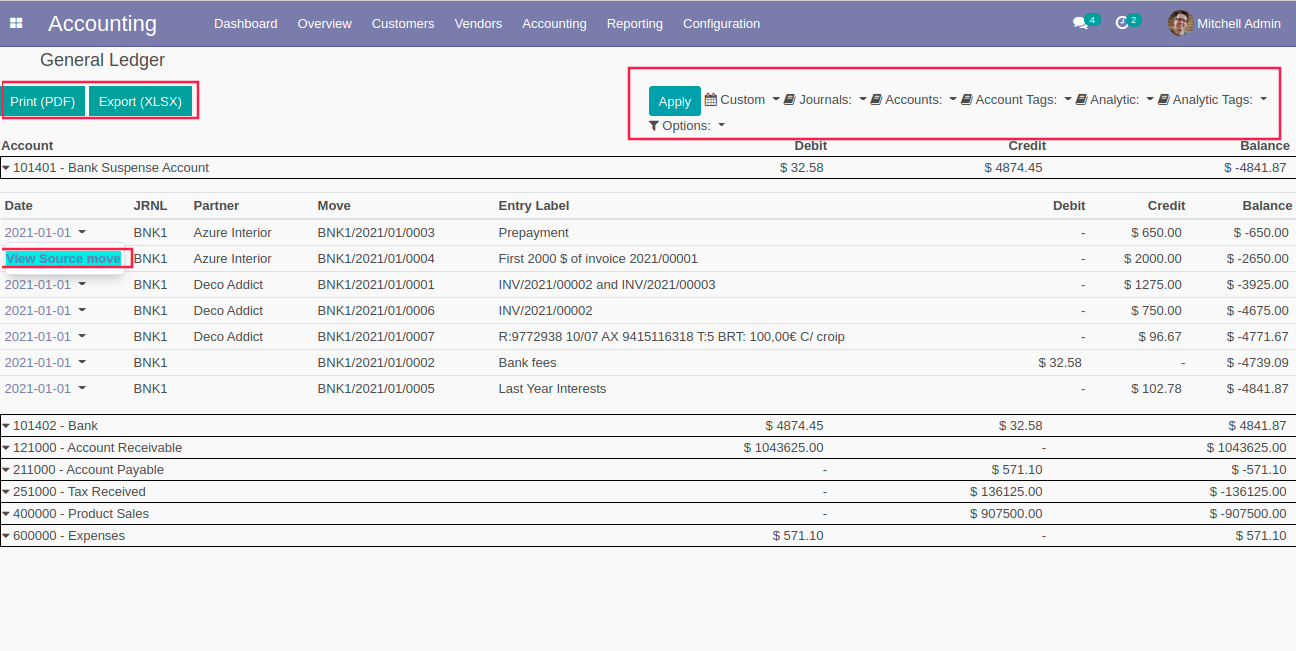 Accounting Dashboard Overview Customers Vendors Accounting Reporting Configuration 4 2 Mitchell Admin
General Ledger
Print (PDF) Export (XLSX) Apply Custom Journals: Accounts: Account Tags: Analytic: Analytic Tags:
Options:
Account Debit Credit Balance
101401 - Bank Suspense Account $ 32.58 $ 4874.45 $ -4841.87
Date JRNL Partner Move Entry Label Debit Credit Balance
2021-01-01 BNK1 Azure Interior BNK1/2021/01/0003 Prepayment - $ 650.00 $ -650.00
View Source move BNK1 Azure Interior BNK1/2021/01/0004 First 2000 $ of invoice 2021/00001 - $ 2000.00 $ -2650.00
2021-01-01 BNK1 Deco Addict BNK1/2021/01/0001 INV/2021/00002 and INV/2021/00003 - $ 1275.00 $ -3925.00
2021-01-01 BNK1 Deco Addict BNK1/2021/01/0006 INV/2021/00002 - $ 750.00 $ -4675.00
2021-01-01 BNK1 Deco Addict BNK1/2021/01/0007 R:9772938 10/07 AX 9415116318 T:5 BRT: 100,00€ C/ croip - $ 96.67 $ -4771.67
2021-01-01 BNK1 BNK1/2021/01/0002 Bank fees $ 32.58 - $ -4739.09
2021-01-01 BNK1 BNK1/2021/01/0005 Last Year Interests - $ 102.78 $ -4841.87
101402 - Bank $ 4874.45 $ 32.58 $ 4841.87
121000 - Account Receivable $ 1043625.00 - $ 1043625.00
211000 - Account Payable - $ 571.10 $ -571.10
251000 - Tax Received - $ 136125.00 $ -136125.00
400000 - Product Sales - $ 907500.00 $ -907500.00
600000 - Expenses $ 571.10 - $ 571.10